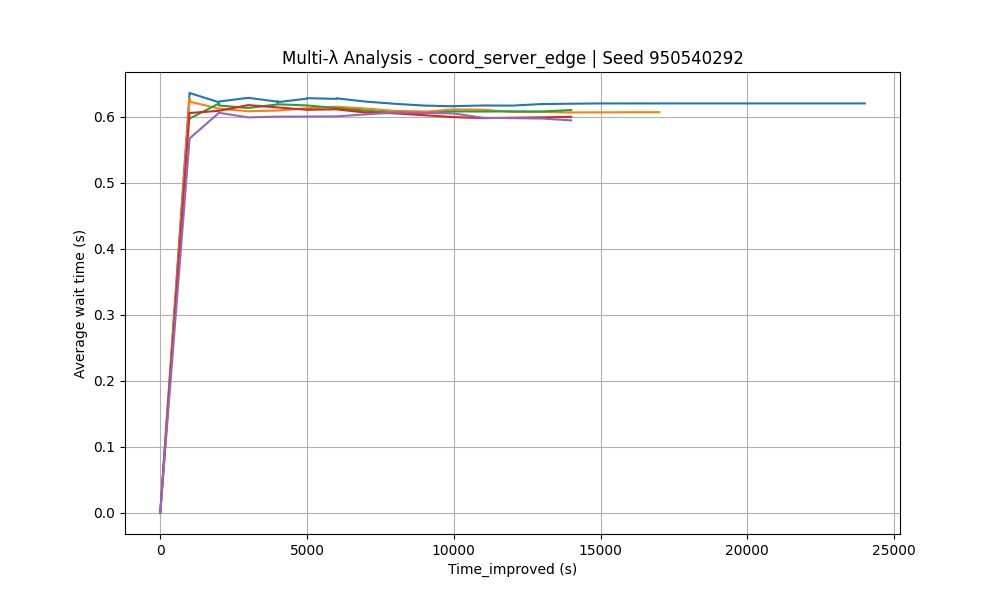 Multi-λ Analysis - coord_server_edge | Seed 950540292
Average wait time (s)
0.6
0.5
0.4
0.3
0.2
0.1
0.0
0 5000 10000 15000 20000 25000
Time_improved (s)